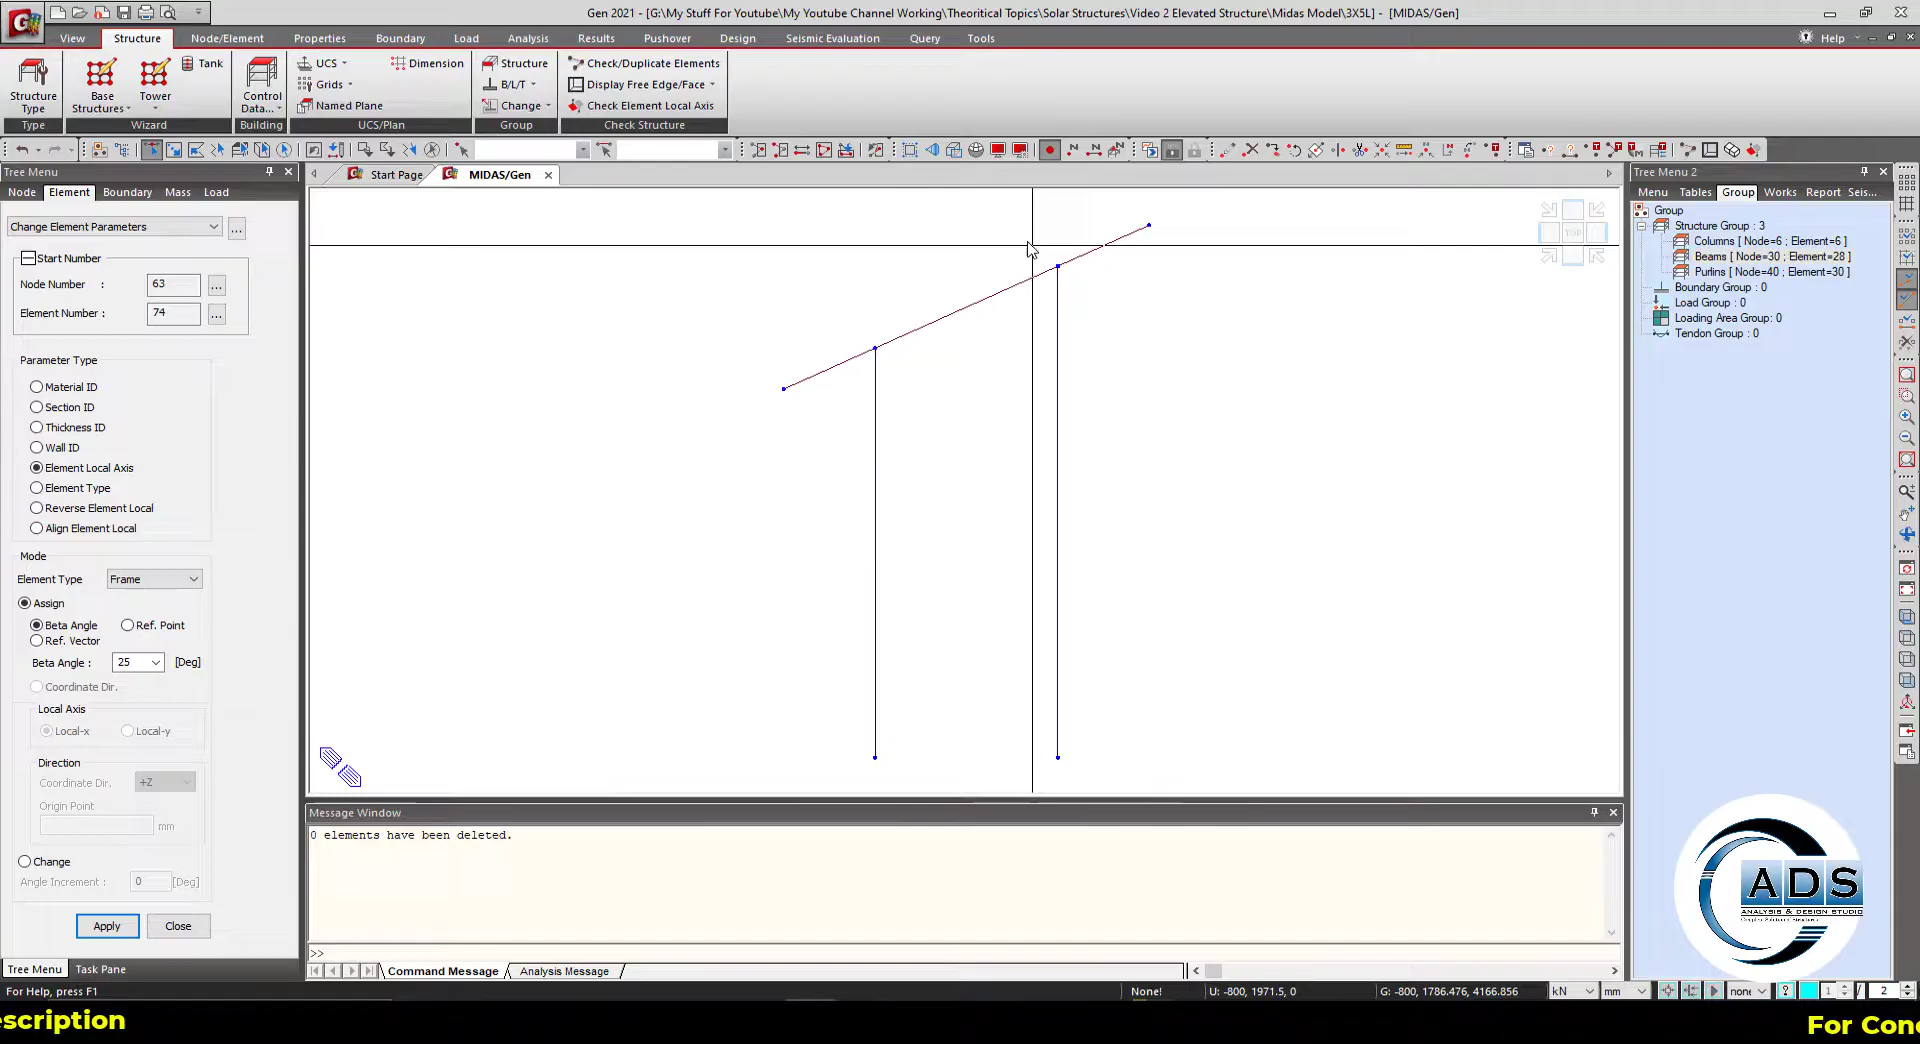 Gen 2021 - [G:\My Stuff For Youtube\My Youtube Channel Working\Theoritical Topics\Solar Structures\Video 2 Elevated Structure\Midas Model\3X5L] - [MIDAS/Gen]
View Structure Node/Element Properties Boundary Load Analysis Results Pushover Design Seismic Evaluation Query Tools Help
Structure Type
Type
Base Structures
Tower
Tank
Wizard
Control Data...
Building
UCS
Grids
Named Plane
Dimension
UCS/Plan
Structure
B/L/T
Change
Group
Check/Duplicate Elements
Display Free Edge/Face
Check Element Local Axis
Check Structure
Tree Menu
Node Element Boundary Mass Load
Change Element Parameters
Start Number
Node Number : 63
Element Number : 74
Parameter Type
Material ID
Section ID
Thickness ID
Wall ID
Element Local Axis
Element Type
Reverse Element Local
Align Element Local
Mode
Element Type Frame
Assign
Beta Angle Ref. Point
Ref. Vector
Beta Angle : 25 [Deg]
Coordinate Dir.
Local Axis
Local-x Local-y
Direction
Coordinate Dir. +Z
Origin Point
mm
Change
Angle Increment : 0 [Deg]
Apply Close
Tree Menu Task Pane
Start Page MIDAS/Gen
TOP
Message Window
0 elements have been deleted.
>>
Command Message Analysis Message
Tree Menu 2
Menu Tables Group Works Report Seis...
Group
Structure Group : 3
Columns [ Node=6 ; Element=6 ]
Beams [ Node=30 ; Element=28 ]
Purlins [ Node=40 ; Element=30 ]
Boundary Group : 0
Load Group : 0
Loading Area Group: 0
Tendon Group : 0
ADS
ANALYSIS & DESIGN STUDIO
For Help, press F1
None! U: -800, 1971.5, 0 G: -800, 1786.476, 4166.856 kN mm none 1 / 2
escription
For Conc